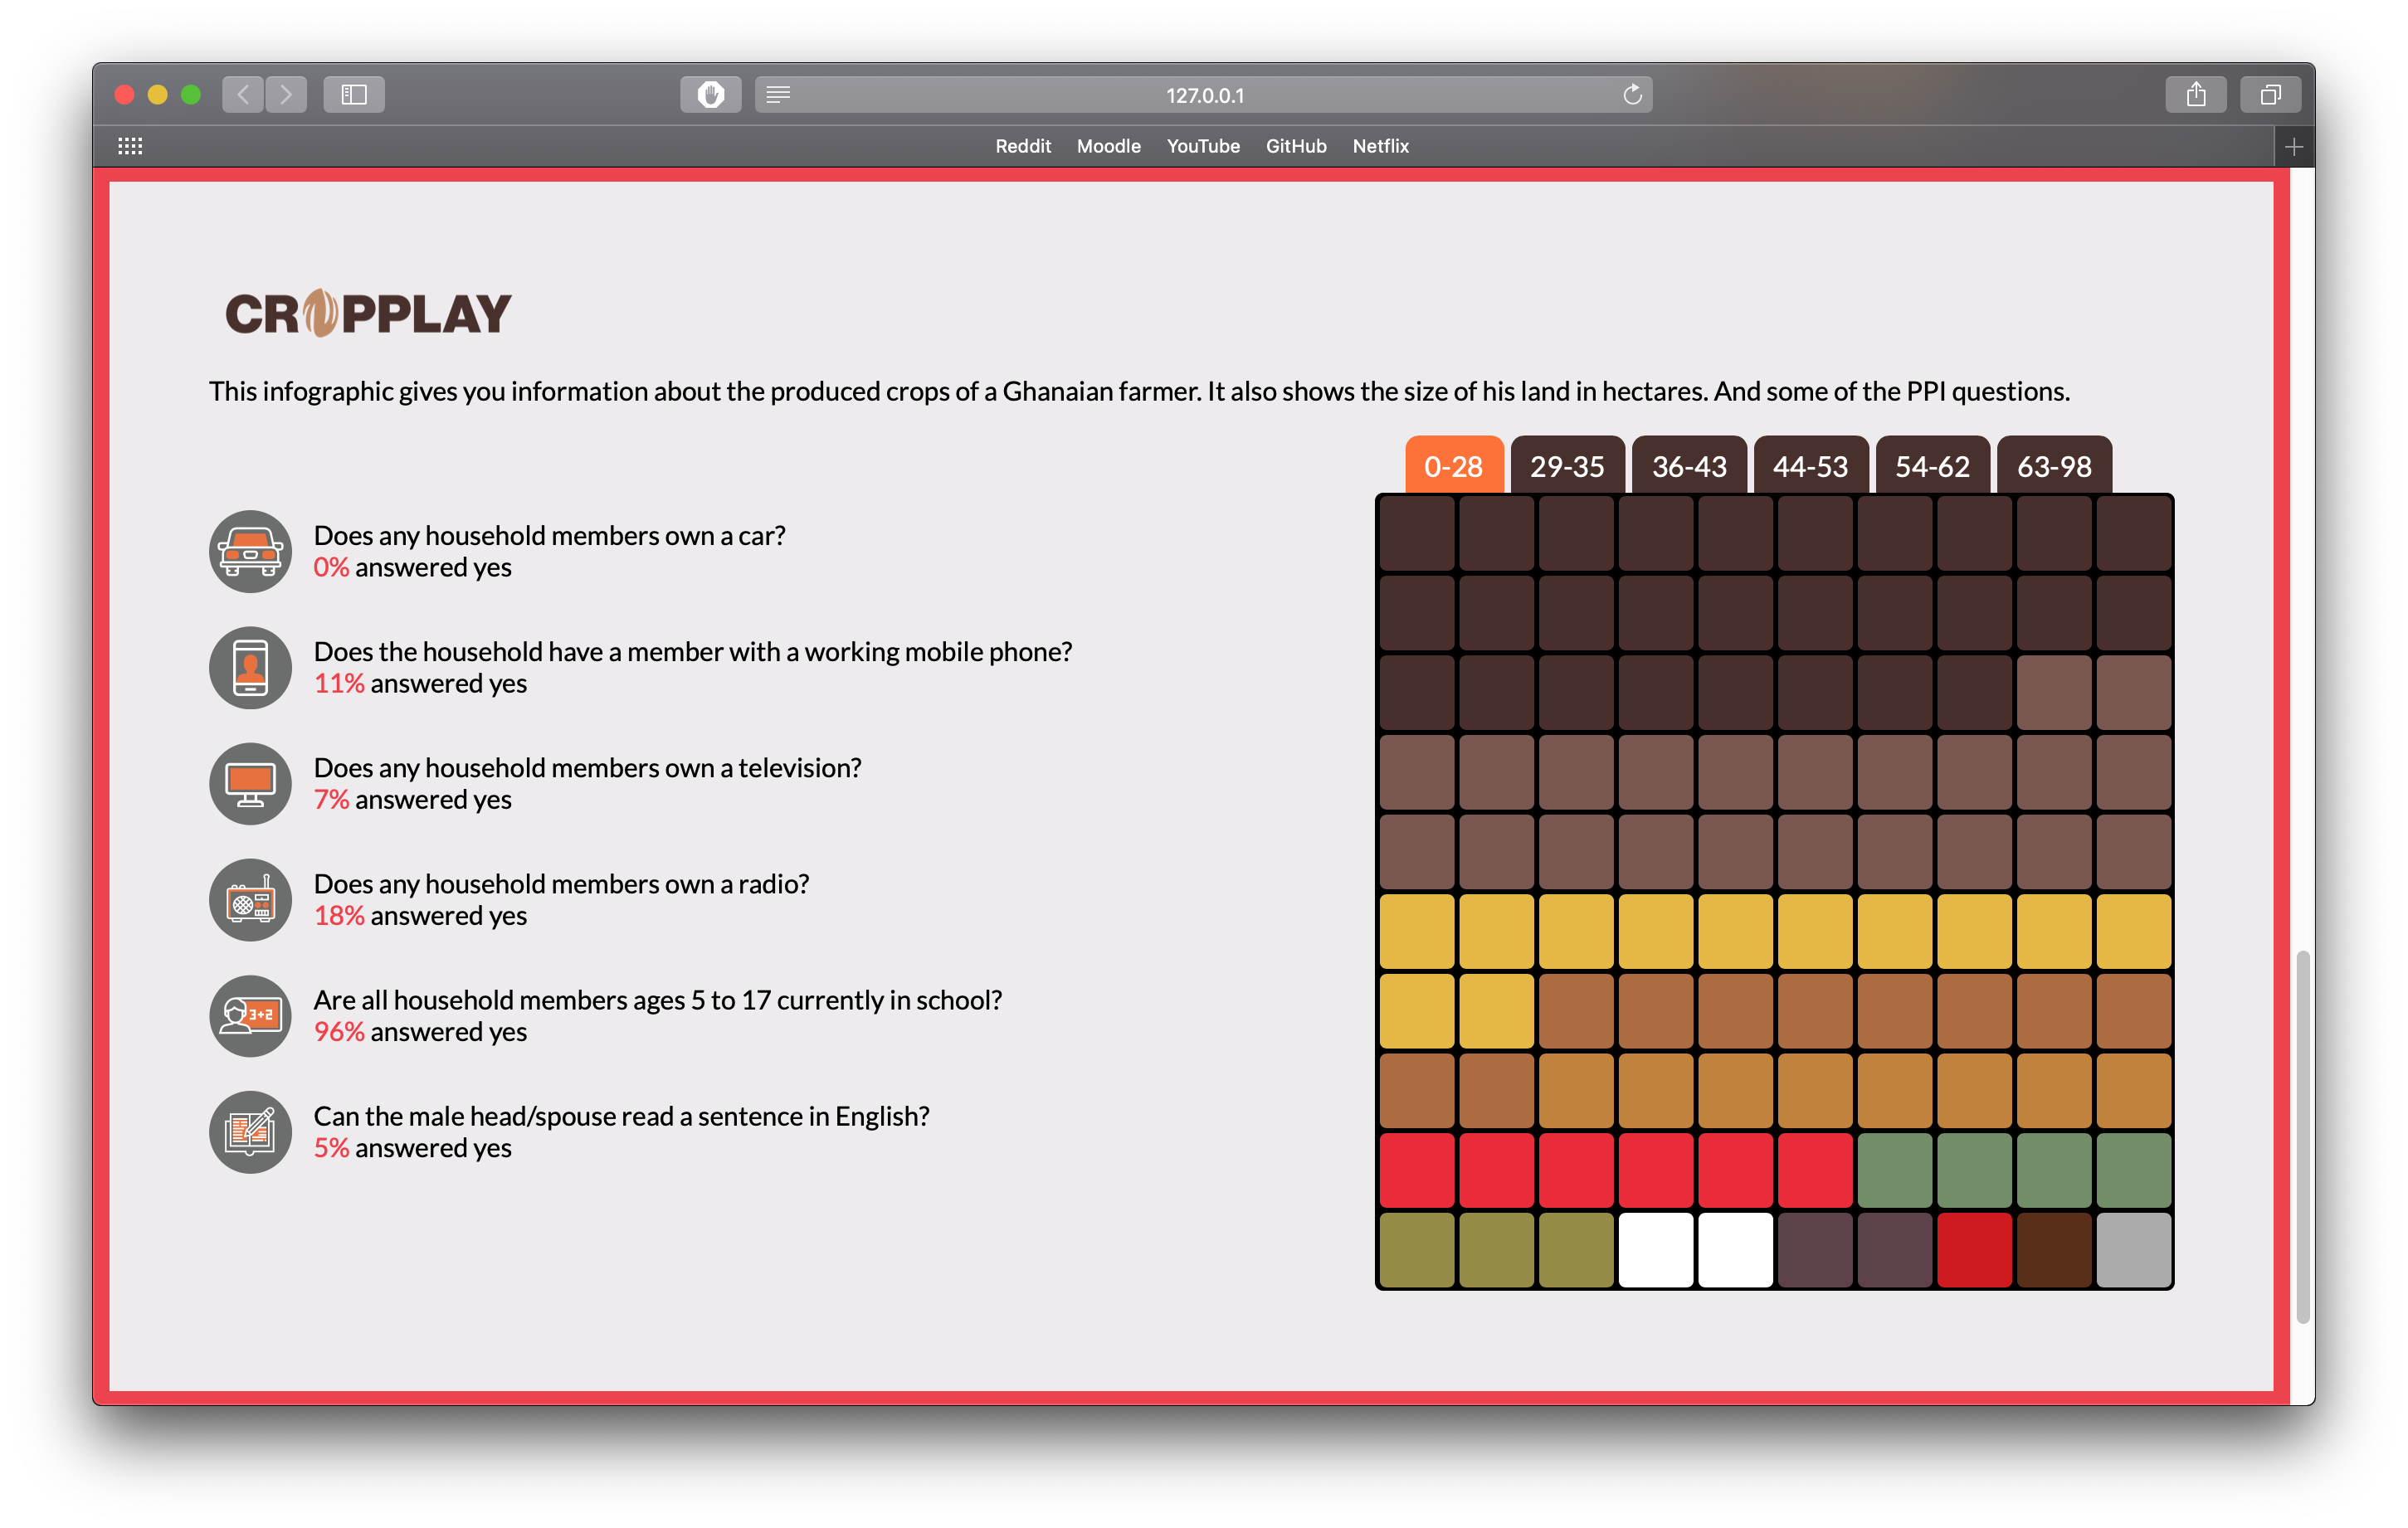 127.0.0.1
Reddit Moodle YouTube GitHub Netflix
CROPPLAY
This infographic gives you information about the produced crops of a Ghanaian farmer. It also shows the size of his land in hectares. And some of the PPI questions.
0-28 29-35 36-43 44-53 54-62 63-98
Does any household members own a car?
0% answered yes
Does the household have a member with a working mobile phone?
11% answered yes
Does any household members own a television?
7% answered yes
Does any household members own a radio?
18% answered yes
3+2
Are all household members ages 5 to 17 currently in school?
96% answered yes
Can the male head/spouse read a sentence in English?
5% answered yes